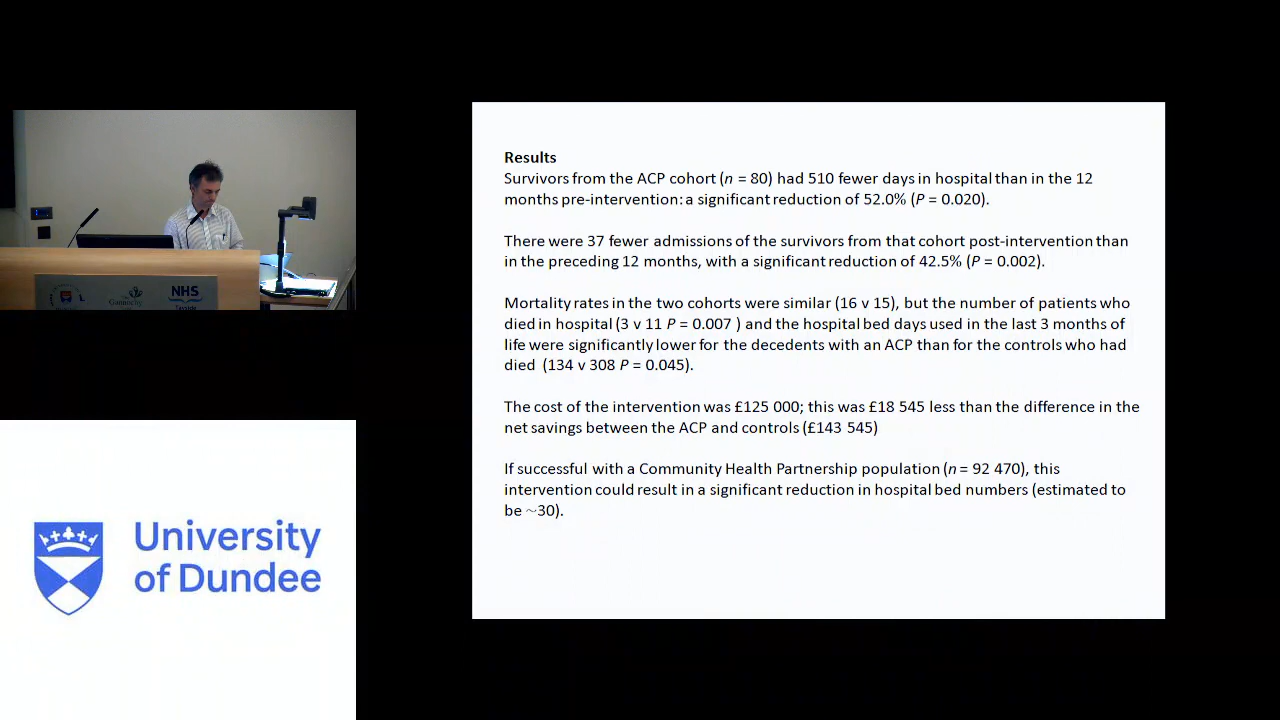 Results
Survivors from the ACP cohort (n = 80) had 510 fewer days in hospital than in the 12
months pre-intervention: a significant reduction of 52.0% (P = 0.020).
There were 37 fewer admissions of the survivors from that cohort post-intervention than
in the preceding 12 months, with a significant reduction of 42.5% (P = 0.002).
Mortality rates in the two cohorts were similar (16 v 15), but the number of patients who
died in hospital (3 v 11 P = 0.007 ) and the hospital bed days used in the last 3 months of
life were significantly lower for the decedents with an ACP than for the controls who had
died (134 v 308 P = 0.045).
The cost of the intervention was £125 000; this was £18 545 less than the difference in the
net savings between the ACP and controls (£143 545)
If successful with a Community Health Partnership population (n = 92 470), this
intervention could result in a significant reduction in hospital bed numbers (estimated to
be ~30).
NHS
University
of Dundee